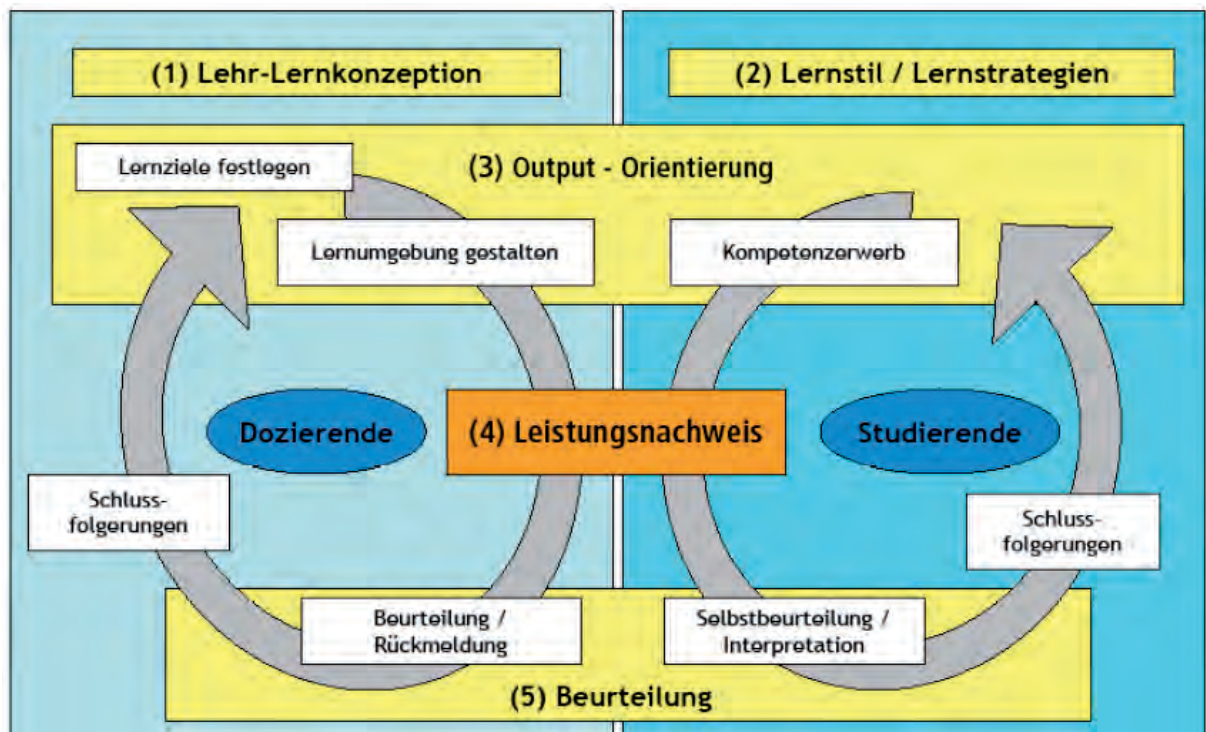 (1) Lehr-Lernkonzeption
(2) Lernstil / Lernstrategien
(3) Output - Orientierung
Lernziele festlegen
Lernumgebung gestalten
Kompetenzerwerb
Dozierende
(4) Leistungsnachweis
Studierende
Schluss-
folgerungen
Schluss-
folgerungen
Beurteilung /
Rückmeldung
Selbstbeurteilung /
Interpretation
(5) Beurteilung